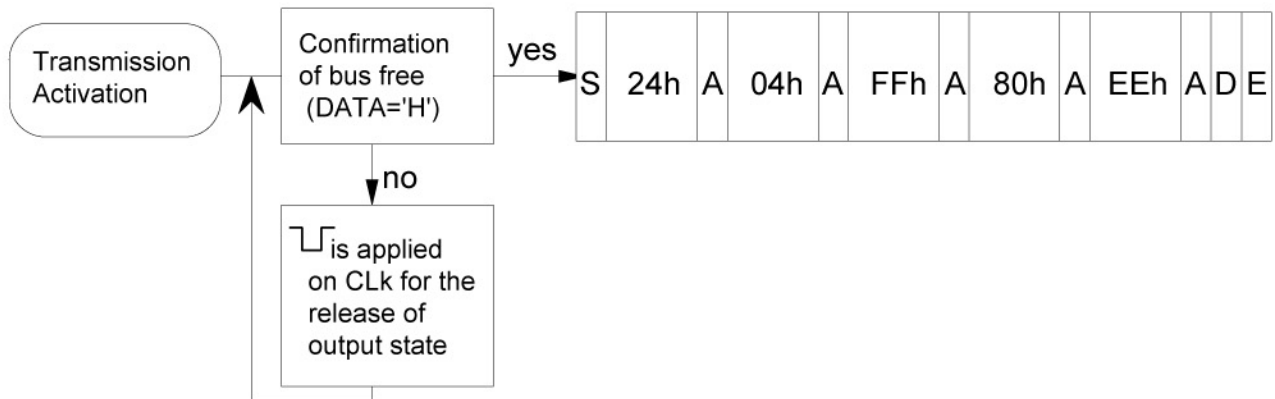 Transmission
Activation
Confirmation
of bus free
(DATA='H')
yes
S 24h A 04h A FFh A 80h A EEh A D E
no
is applied
on CLk for the
release of
output state